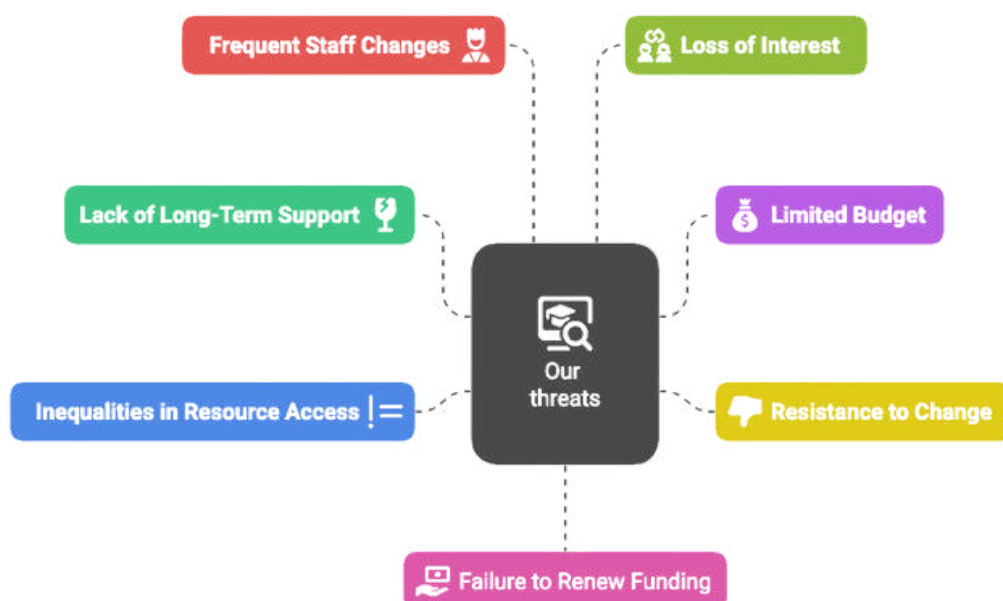 Frequent Staff Changes
Loss of Interest
Lack of Long-Term Support
Limited Budget
Our
threats
Inequalities in Resource Access
Resistance to Change
Failure to Renew Funding